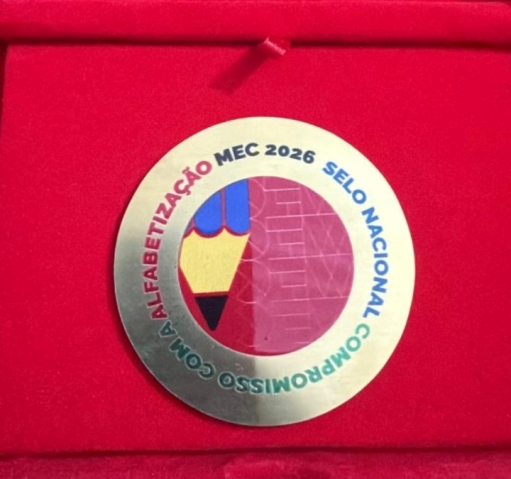 MEC 2026
SELO NACIONAL COMPROMISSO COM A ALFABETIZAÇÃO